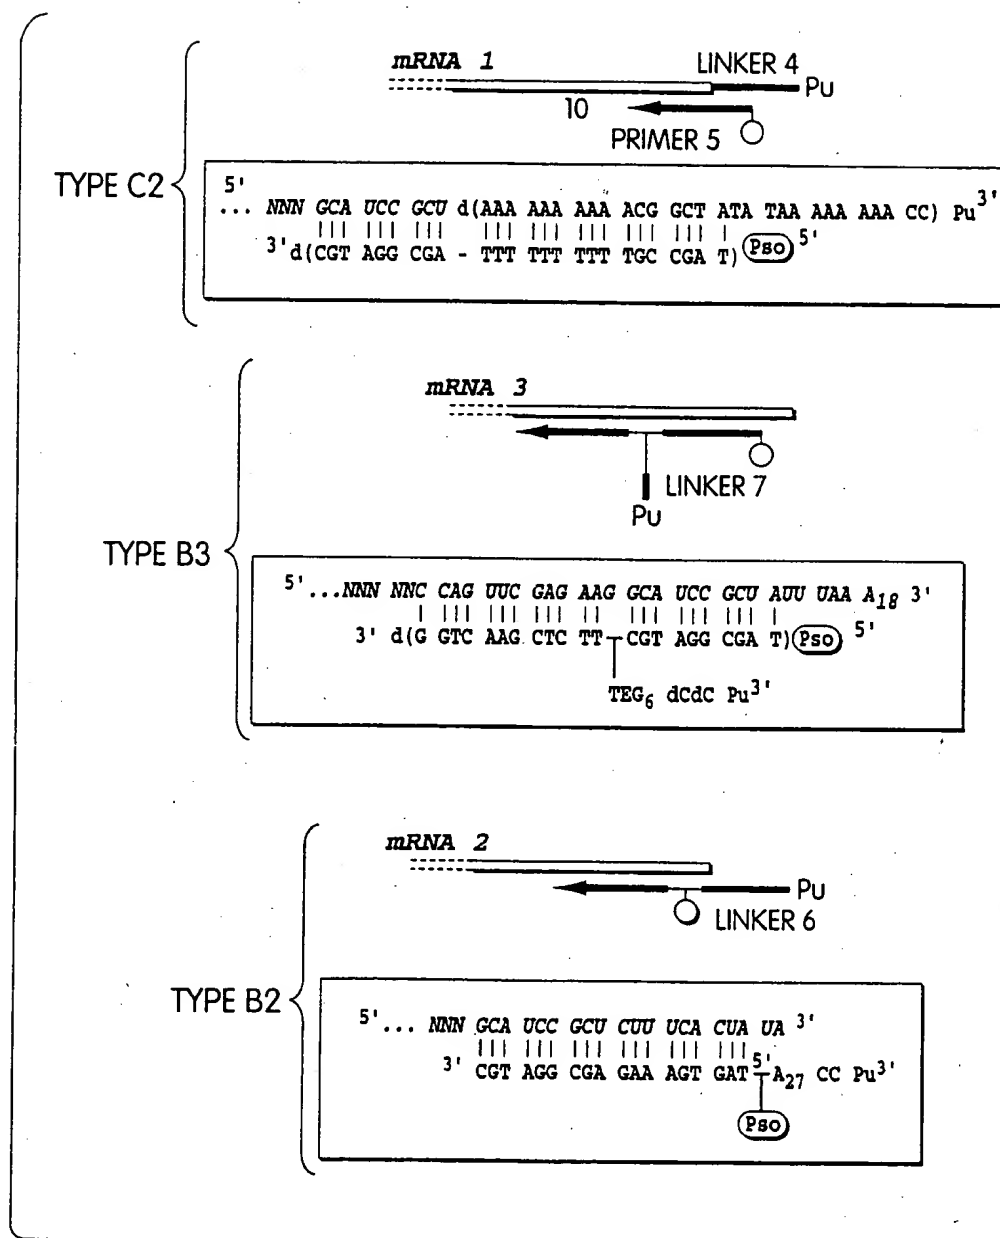 mRNA 1
LINKER 4
Pu
10
PRIMER 5
TYPE C2
5' 3'
... NNN GCA UCC GCU d(AAA AAA AAA ACG GCT ATA TAA AAA AAA CC) Pu
3' d(CGT AGG CGA - TTT TTT TTT TGC CGA T) Pso 5'
mRNA 3
LINKER 7
Pu
TYPE B3
5' ...NNN NNC CAG UUC GAG AAG GCA UCC GCU AUU UAA A18 3'
3' d(G GTC AAG CTC TT CGT AGG CGA T) Pso 5'
TEG6 dCdC Pu3'
mRNA 2
Pu
LINKER 6
TYPE B2
5'... NNN GCA UCC GCU CUU UCA CUA UA 3'
3' CGT AGG CGA GAA AGT GAT 5' A27 CC Pu3'
Pso